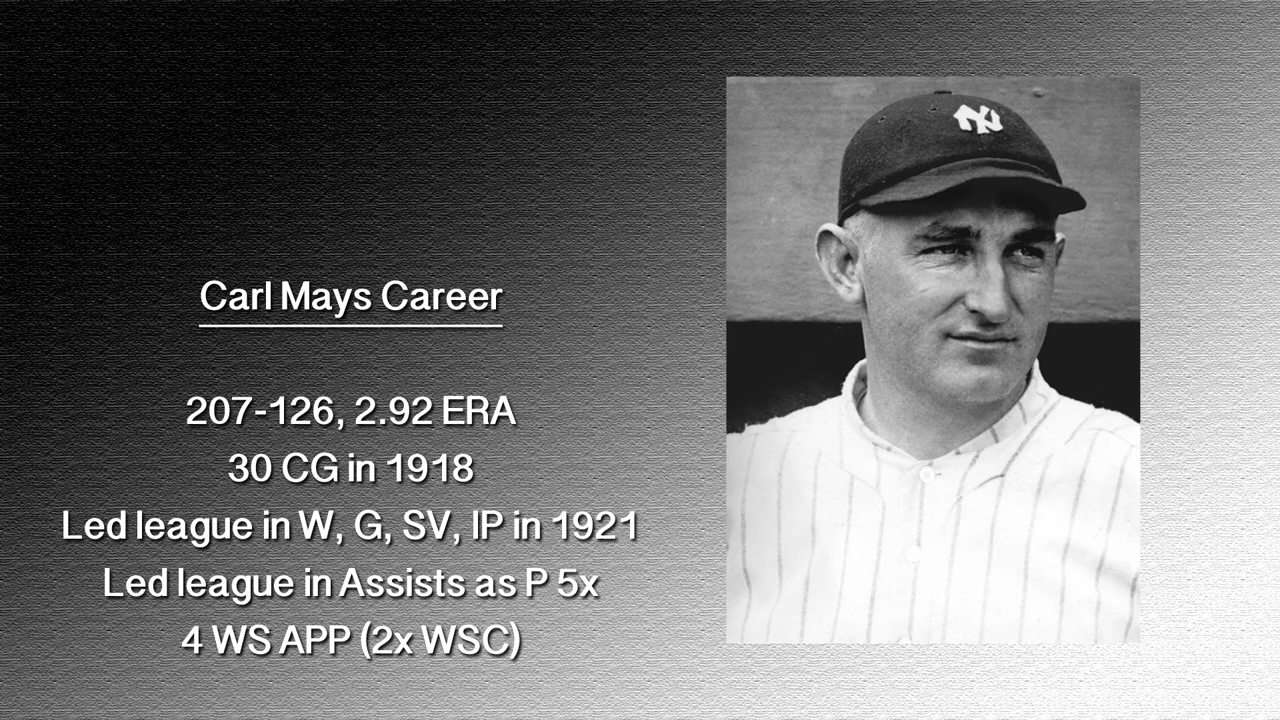 NY
Carl Mays Career
207-126, 2.92 ERA
30 CG in 1918
Led league in W, G, SV, IP in 1921
Led league in Assists as P 5x
4 WS APP (2x WSC)